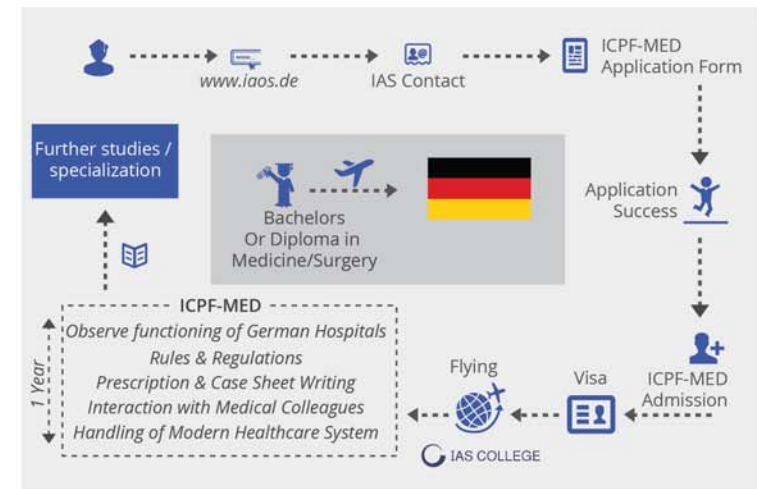 www.iaos.de
IAS Contact
ICPF-MED
Application Form
Application
Success
ICPF-MED
Admission
Visa
Flying
IAS COLLEGE
ICPF-MED
Observe functioning of German Hospitals
Rules & Regulations
Prescription & Case Sheet Writing
Interaction with Medical Colleagues
Handling of Modern Healthcare System
1 Year
Further studies /
specialization
Bachelors
Or Diploma in
Medicine/Surgery